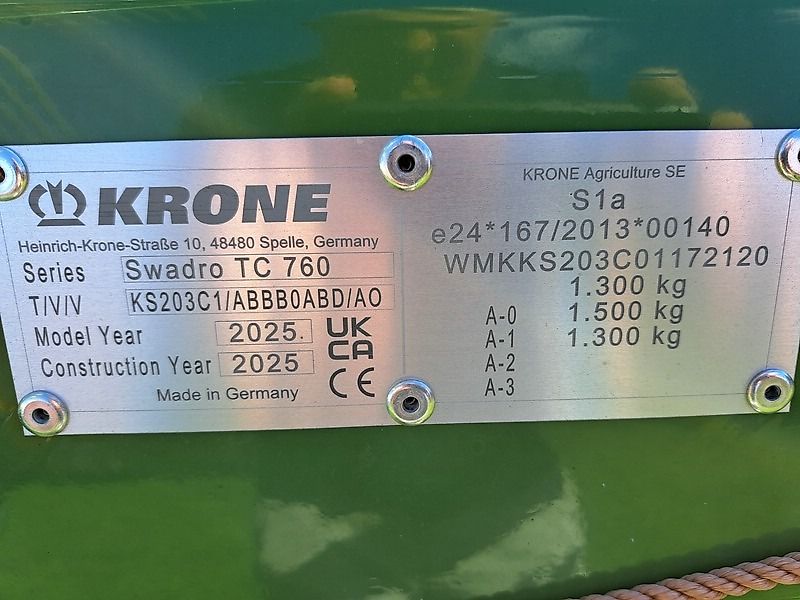 KRONE
Heinrich-Krone-Straße 10, 48480 Spelle, Germany
Series Swadro TC 760
T/V/V KS203C1/ABBB0ABD/AO
Model Year 2025
Construction Year 2025
UK
CA
CE
Made in Germany
KRONE Agriculture SE
S1a
e24*167/2013*00140
WMKKS203C01172120
1.300 kg
A-0 1.500 kg
A-1 1.300 kg
A-2
A-3